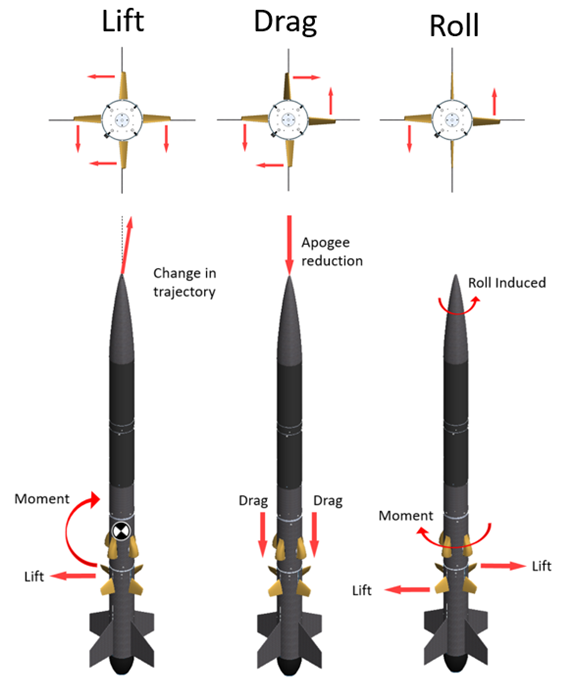 Lift
Drag
Roll
Change in
trajectory
Apogee
reduction
Roll Induced
Moment
Lift
Drag
Drag
Moment
Lift
Lift